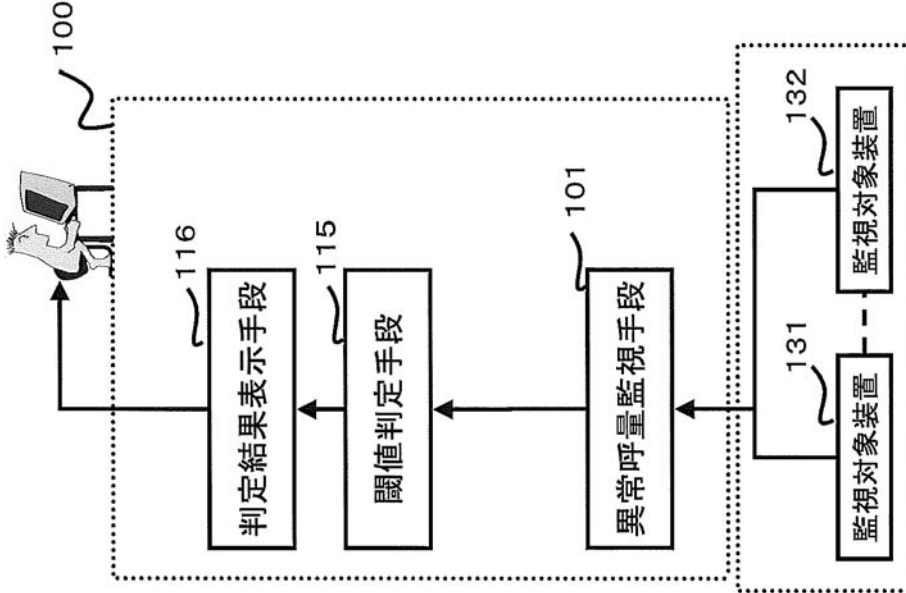 100
116
判定結果表示手段
115
閾値判定手段
101
異常呼量監視手段
131
監視対象装置
132
監視対象装置